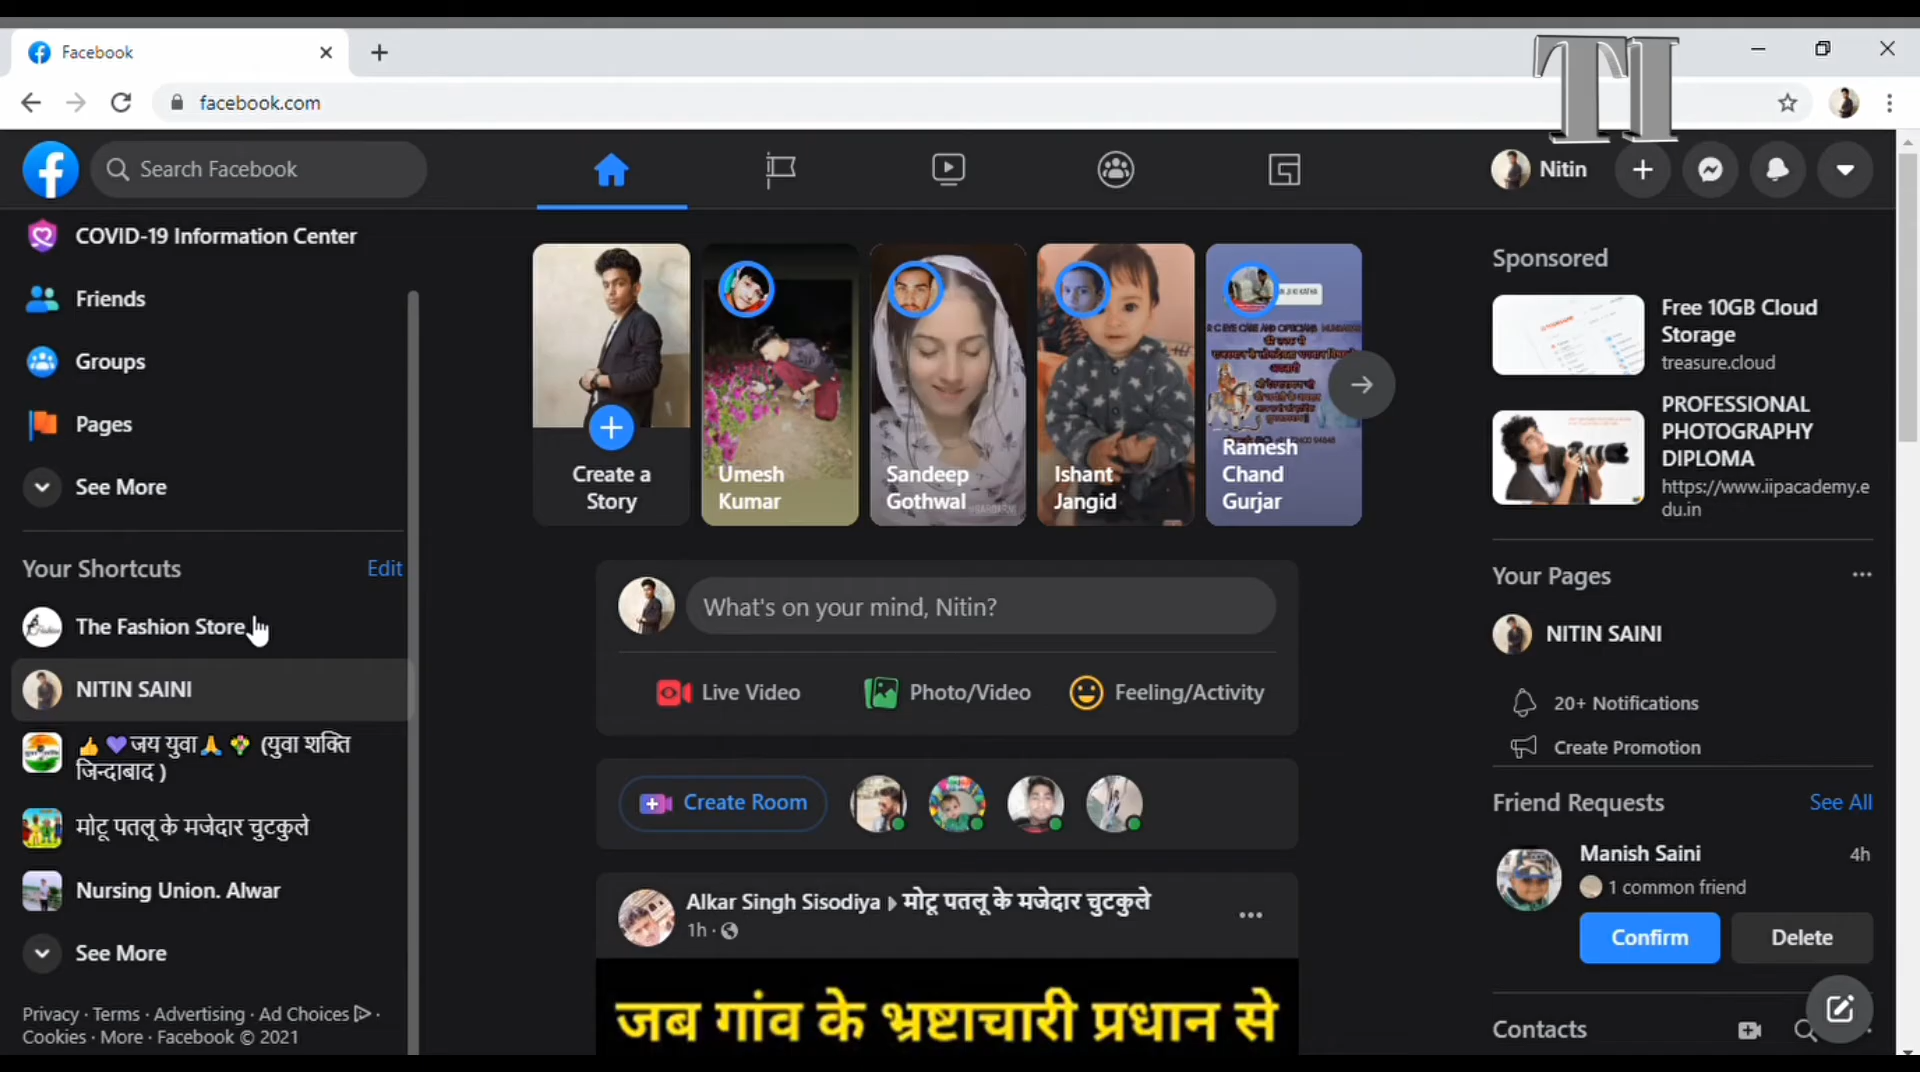 Facebook
TI
facebook.com
Search Facebook
Nitin
COVID-19 Information Center
Friends
Groups
Pages
See More
Your Shortcuts
Edit
The Fashion Store
NITIN SAINI
👍 💜जय युवा🙏 💐 (युवा शक्ति
जिन्दाबाद )
मोटू पतलू के मजेदार चुटकुले
Nursing Union. Alwar
See More
Privacy · Terms · Advertising · Ad Choices ·
Cookies · More · Facebook © 2021
Create a
Story
Umesh
Kumar
Sandeep
Gothwal
Ishant
Jangid
Ramesh
Chand
Gurjar
What's on your mind, Nitin?
Live Video
Photo/Video
Feeling/Activity
Create Room
Alkar Singh Sisodiya ▸ मोटू पतलू के मजेदार चुटकुले
1h ·
जब गांव के भ्रष्टाचारी प्रधान से
Sponsored
Free 10GB Cloud
Storage
treasure.cloud
PROFESSIONAL
PHOTOGRAPHY
DIPLOMA
https://www.iipacademy.e
du.in
Your Pages
NITIN SAINI
20+ Notifications
Create Promotion
Friend Requests
See All
Manish Saini
4h
1 common friend
Confirm
Delete
Contacts